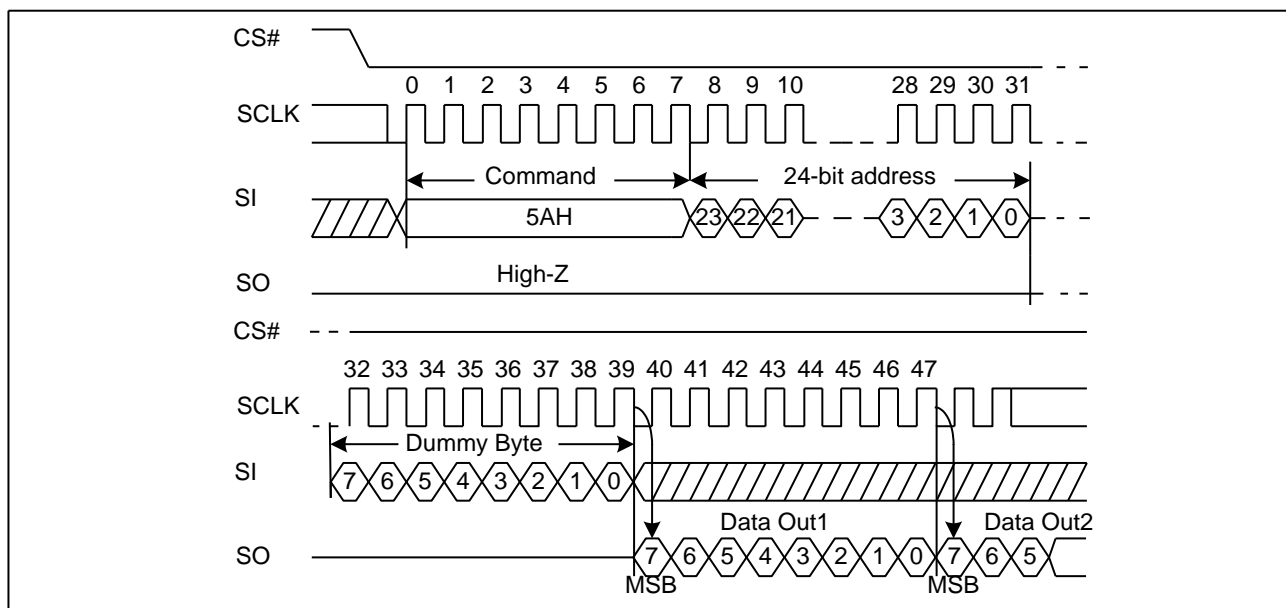 CS#
0 1 2 3 4 5 6 7 8 9 10 28 29 30 31
SCLK
Command 24-bit address
SI
5AH 23 22 21 3 2 1 0
High-Z
SO
CS#
32 33 34 35 36 37 38 39 40 41 42 43 44 45 46 47
SCLK
Dummy Byte
SI
7 6 5 4 3 2 1 0
Data Out1 Data Out2
SO
7 6 5 4 3 2 1 0 7 6 5
MSB MSB